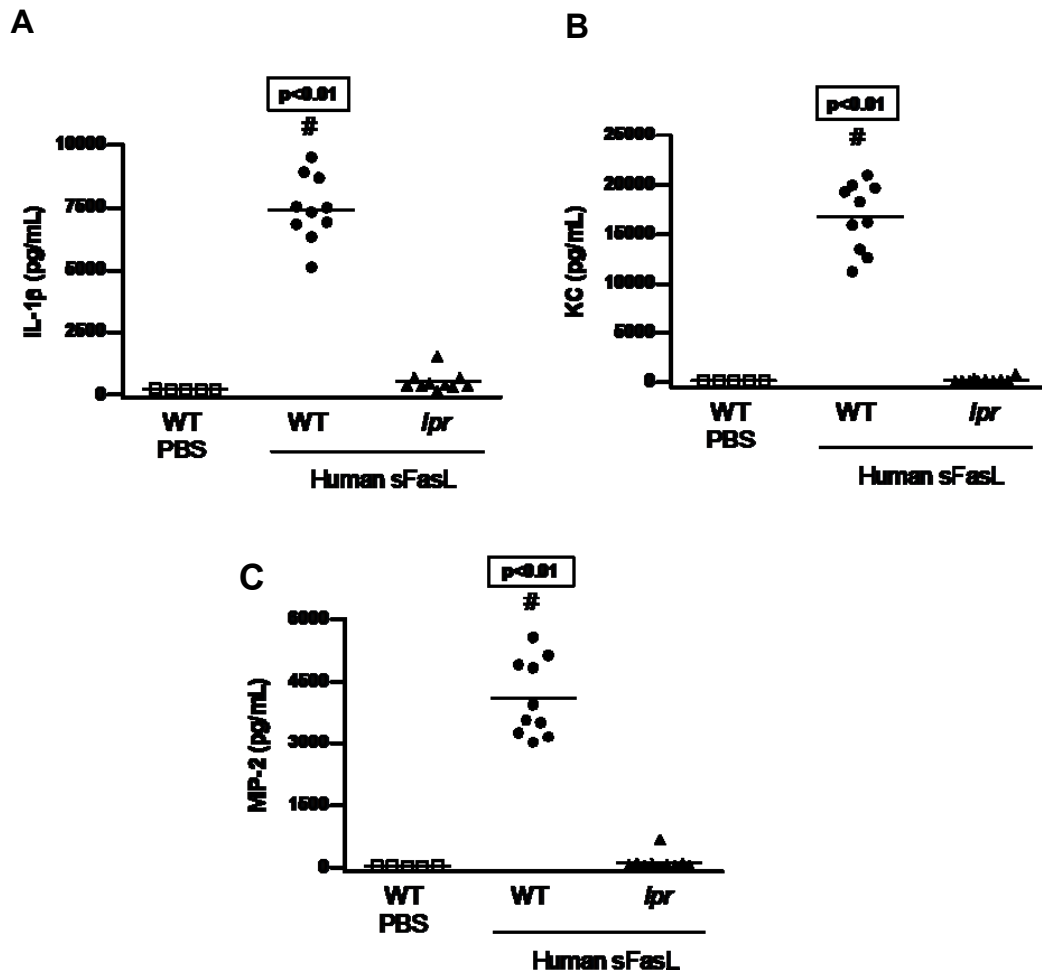 A
p<0.01
#
10000
7500
5000
2500
0
IL-1β (pg/mL)
WT PBS
WT
lpr
Human sFasL
B
p<0.01
#
25000
20000
15000
10000
5000
0
KC (pg/mL)
WT PBS
WT
lpr
Human sFasL
C
p<0.01
#
6000
4500
3000
1500
0
MIP-2 (pg/mL)
WT PBS
WT
lpr
Human sFasL